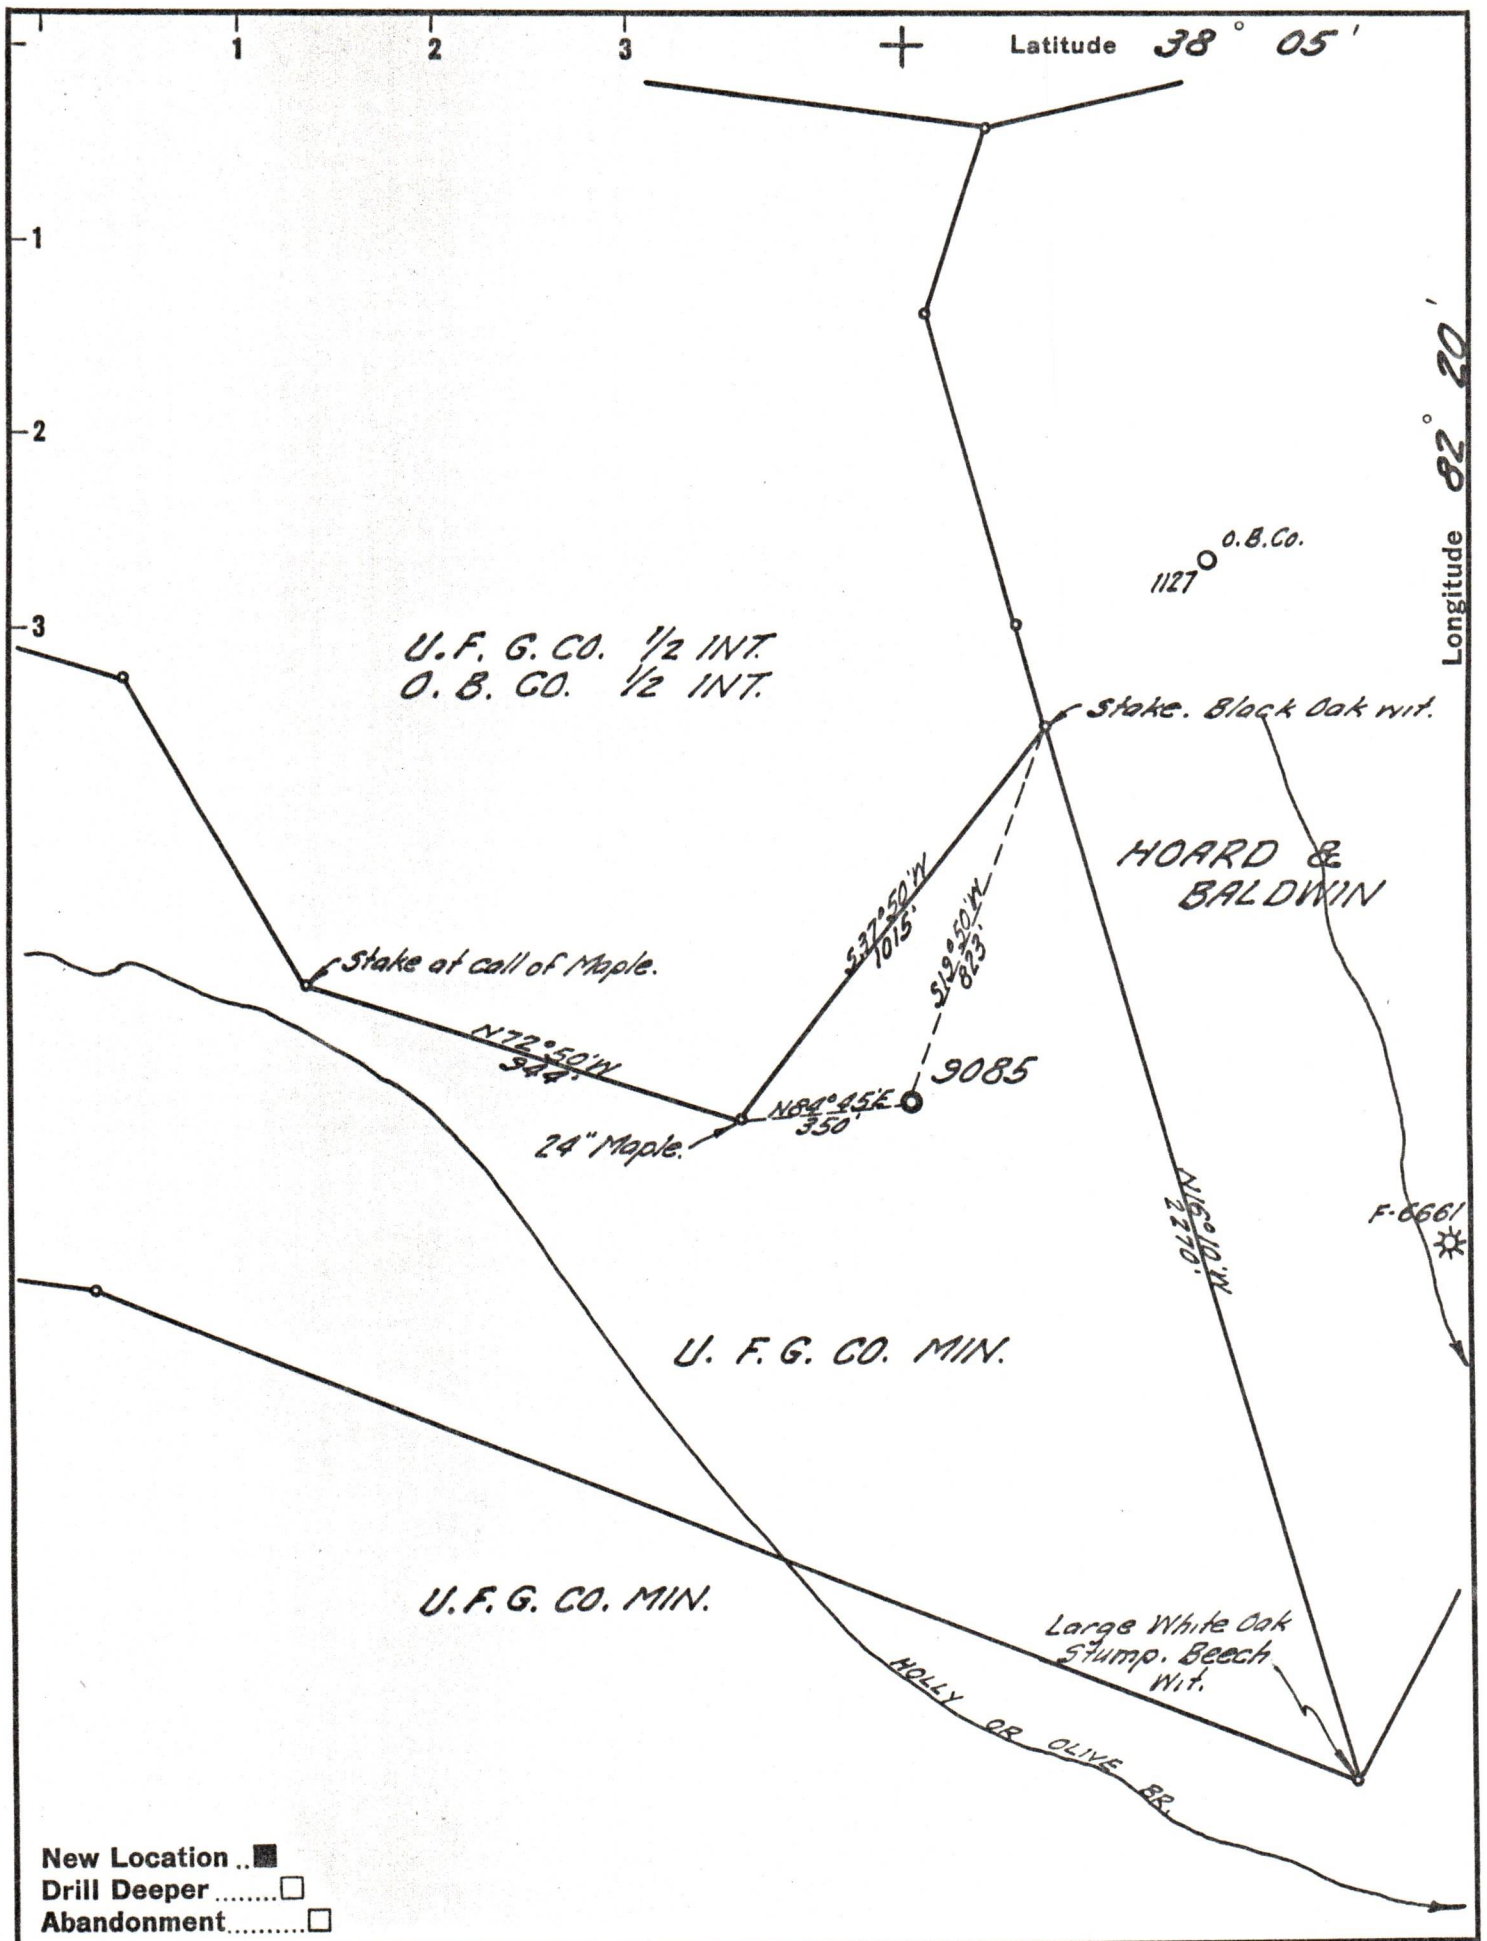 1 2 3
Latitude 38° 05'
1
2
3
Longitude 82° 20'
O.B.Co.
1127
U.F.G.CO. 1/2 INT.
O.B.CO. 1/2 INT.
Stake. Black Oak wit.
HOARD &
BALDWIN
S37°50'W
1015'
S19°50'W
823'
Stake at call of Maple.
N72°50'W
944'
9085
N84°45'E
350'
24" Maple.
N16°10'W
2270'
F-6661
U.F.G.CO. MIN.
U.F.G.CO. MIN.
Large White Oak
Stump. Beech
Wit.
HOLLY OR OLIVE BR.
New Location ..■
Drill Deeper ........□
Abandonment..........□